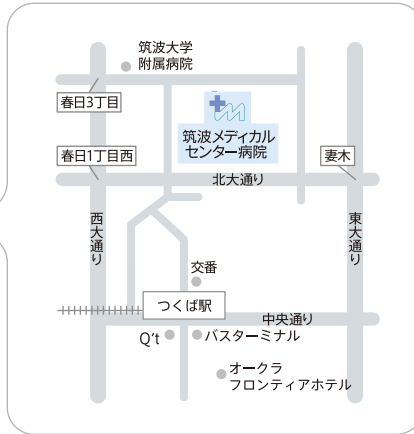 筑波大学
附属病院
春日3丁目
筑波メディカル
センター病院
春日1丁目西
妻木
北大通り
西大通り
東大通り
交番
つくば駅
中央通り
Q't
バスターミナル
オークラ
フロンティアホテル